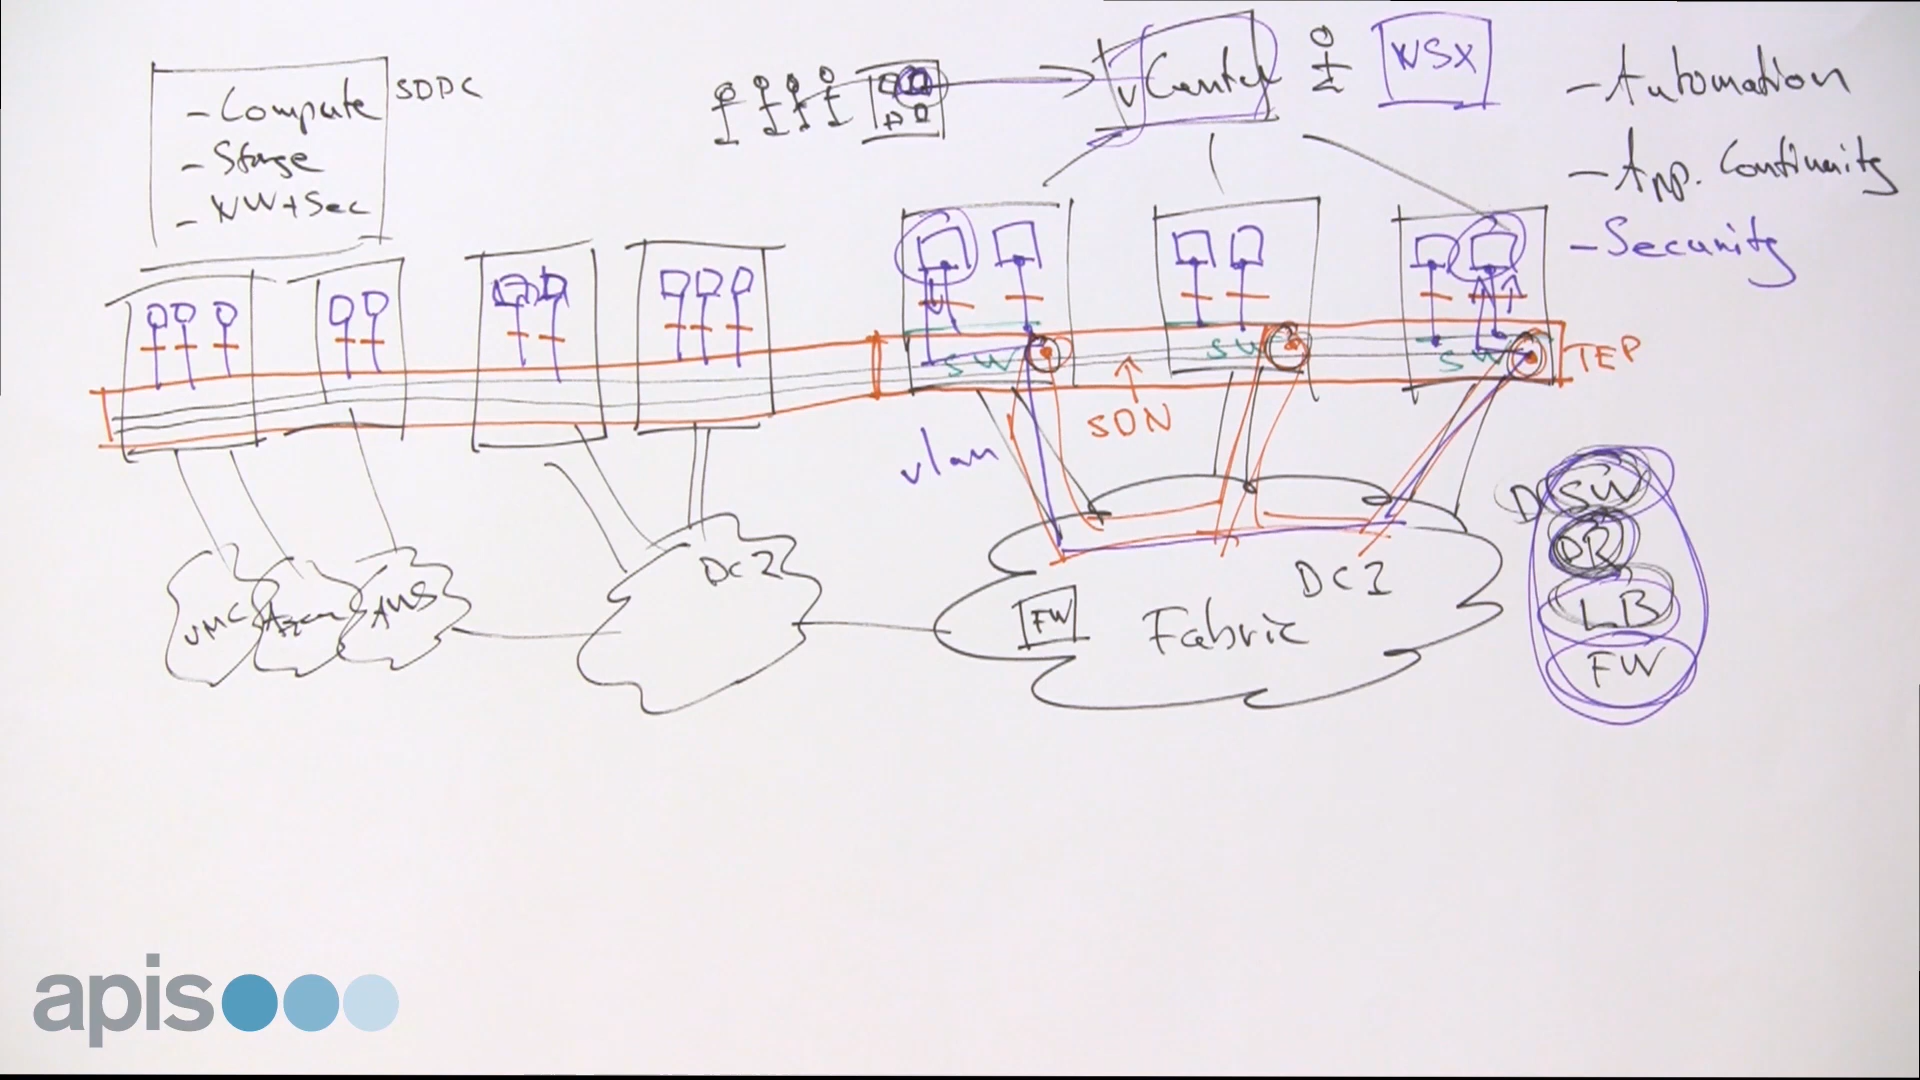 - Compute
- Storge
- NW+Sec
SDDC
vCenter
NSX
- Automation
- App. Continuity
- Security
SW
SW
SW
TEP
SDN
vlan
DSW
DR
LB
FW
VMC
AWS
DC2
DC1
FW
Fabric
apis